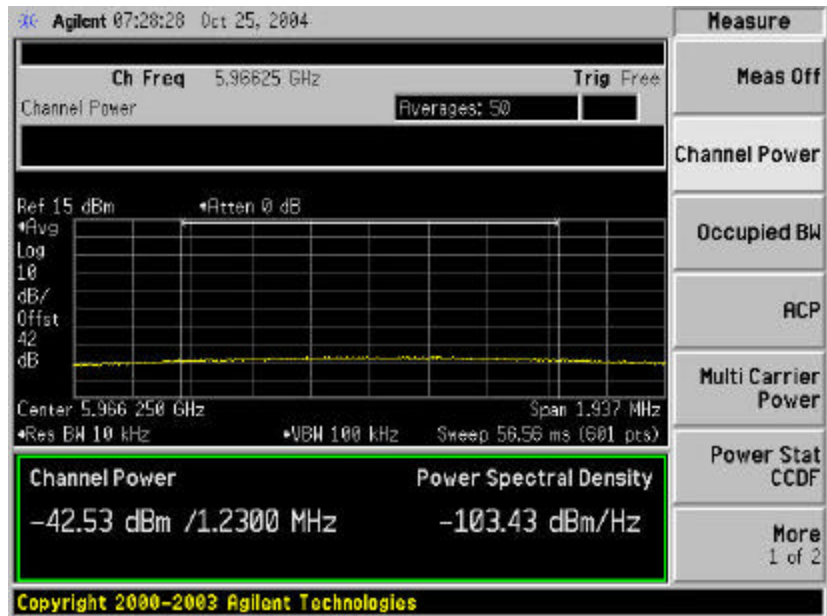 Agilent 07:28:28 Oct 25, 2004
Measure
Ch Freq 5.96625 GHz Trig Free
Channel Power Averages: 50
Ref 15 dBm Atten 0 dB
Avg
Log
10
dB/
Offst
42
dB
Center 5.966 250 GHz Span 1.937 MHz
Res BW 10 kHz VBW 100 kHz Sweep 56.56 ms (601 pts)
Channel Power Power Spectral Density
-42.53 dBm /1.2300 MHz -103.43 dBm/Hz
Copyright 2000-2003 Agilent Technologies
Meas Off
Channel Power
Occupied BW
ACP
Multi Carrier
Power
Power Stat
CCDF
More
1 of 2